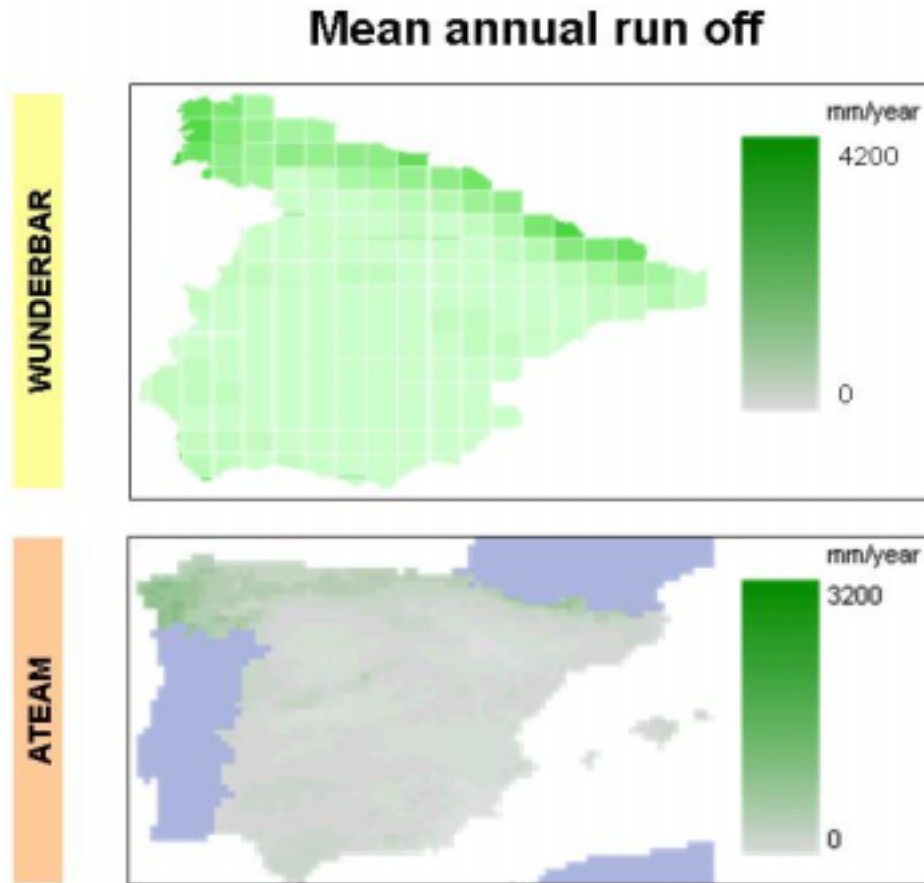 Mean annual run off
WUNDERBAR
mm/year
4200
0
ATEAM
mm/year
3200
0